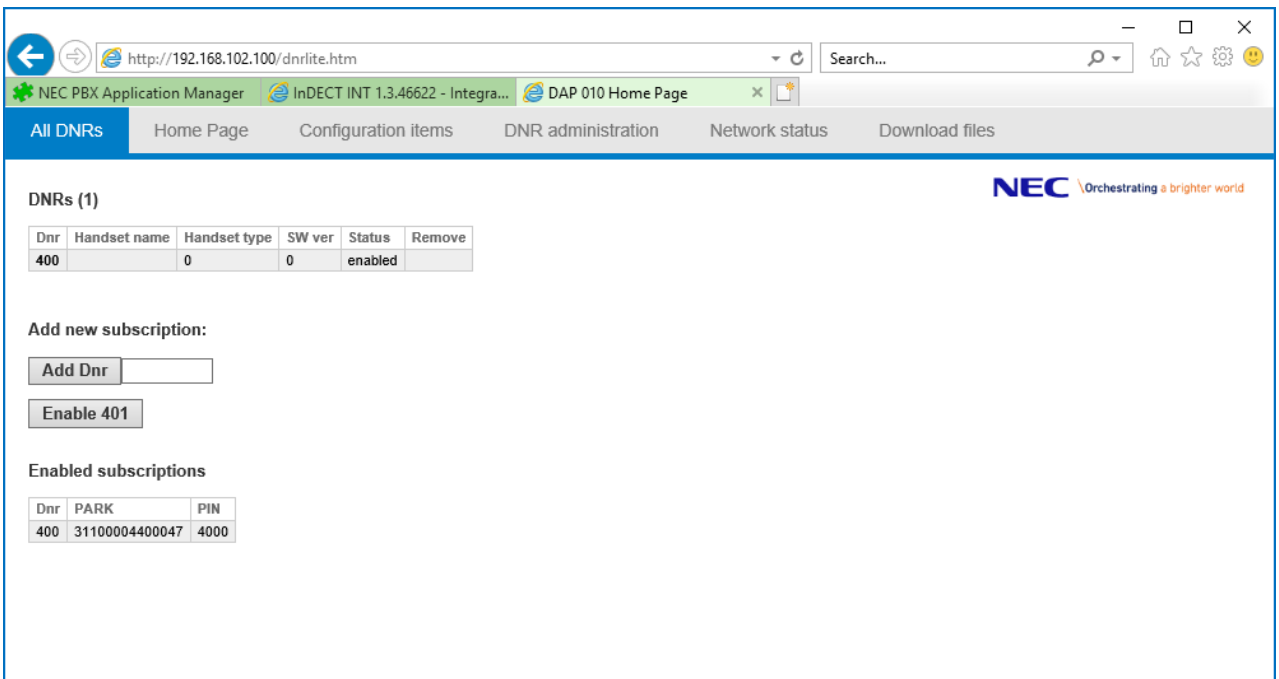 http://192.168.102.100/dnrlite.htm
Search...
NEC PBX Application Manager
InDECT INT 1.3.46622 - Integra...
DAP 010 Home Page
All DNRs
Home Page
Configuration items
DNR administration
Network status
Download files
NEC \Orchestrating a brighter world
DNRs (1)
Dnr Handset name Handset type SW ver Status Remove
400 0 0 enabled
Add new subscription:
Add Dnr
Enable 401
Enabled subscriptions
Dnr PARK PIN
400 31100004400047 4000